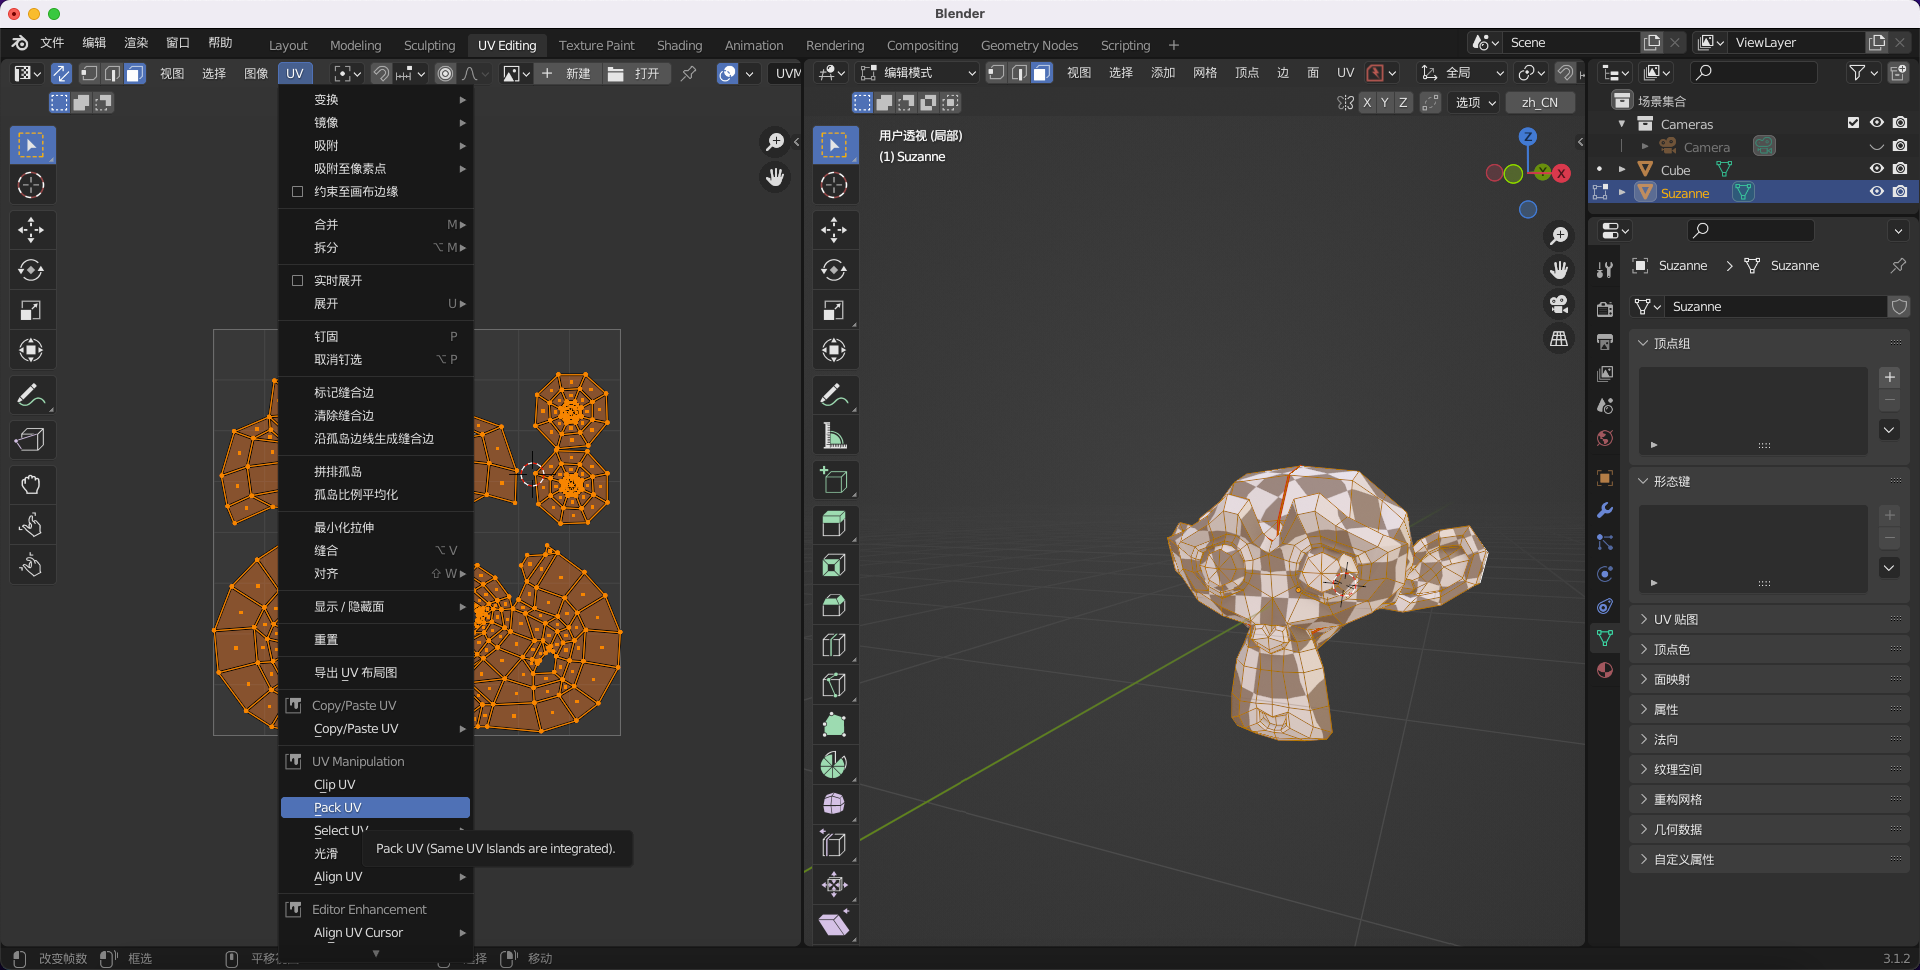 Blender
文件 编辑 渲染 窗口 帮助 Layout Modeling Sculpting UV Editing Texture Paint Shading Animation Rendering Compositing Geometry Nodes Scripting + Scene ViewLayer
视图 选择 图像 UV 新建 打开 UVM 编辑模式 视图 选择 添加 网格 顶点 边 面 UV 全局
X Y Z 选项 zh_CN
变换
镜像
吸附
吸附至像素点
约束至画布边缘
合并 M
拆分 ⌥ M
实时展开
展开 U
钉固 P
取消钉选 ⌥ P
标记缝合边
清除缝合边
沿孤岛边线生成缝合边
拼排孤岛
孤岛比例平均化
最小化拉伸
缝合 ⌥ V
对齐 ⇧ W
显示 / 隐藏面
重置
导出 UV 布局图
Copy/Paste UV
Copy/Paste UV
UV Manipulation
Clip UV
Pack UV
Select UV
Pack UV (Same UV Islands are integrated).
光滑
Align UV
Editor Enhancement
Align UV Cursor
用户透视 (局部)
(1) Suzanne
Z
Y X
场景集合
Cameras
Camera
Cube
Suzanne
Suzanne > Suzanne
Suzanne
顶点组
形态键
UV 贴图
顶点色
面映射
属性
法向
纹理空间
重构网格
几何数据
自定义属性
改变帧数 框选 平移视 选择 移动 3.1.2